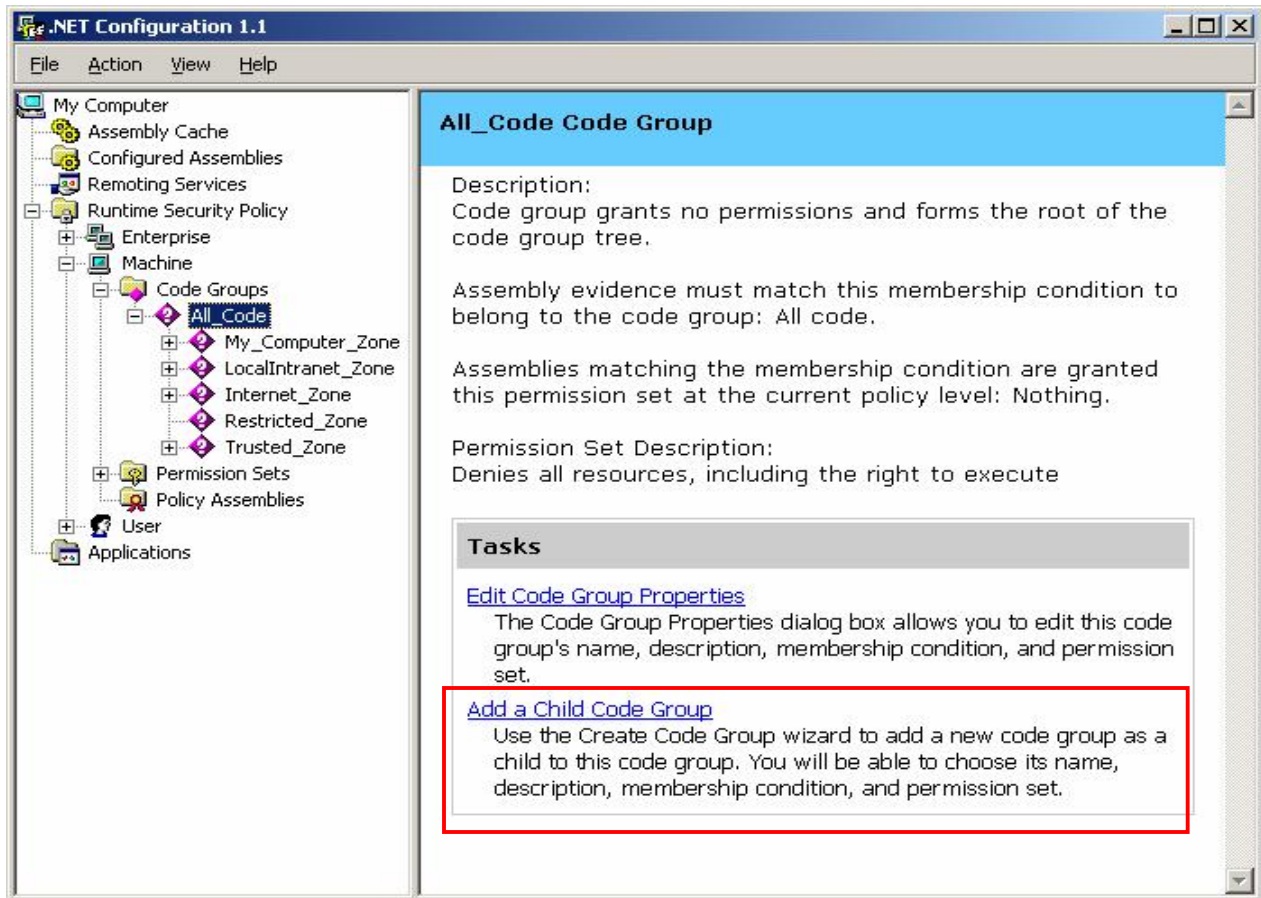 .NET Configuration 1.1
File Action View Help
My Computer
Assembly Cache
Configured Assemblies
Remoting Services
Runtime Security Policy
Enterprise
Machine
Code Groups
All_Code
My_Computer_Zone
LocalIntranet_Zone
Internet_Zone
Restricted_Zone
Trusted_Zone
Permission Sets
Policy Assemblies
User
Applications
All_Code Code Group
Description:
Code group grants no permissions and forms the root of the
code group tree.
Assembly evidence must match this membership condition to
belong to the code group: All code.
Assemblies matching the membership condition are granted
this permission set at the current policy level: Nothing.
Permission Set Description:
Denies all resources, including the right to execute
Tasks
Edit Code Group Properties
The Code Group Properties dialog box allows you to edit this code
group's name, description, membership condition, and permission
set.
Add a Child Code Group
Use the Create Code Group wizard to add a new code group as a
child to this code group. You will be able to choose its name,
description, membership condition, and permission set.